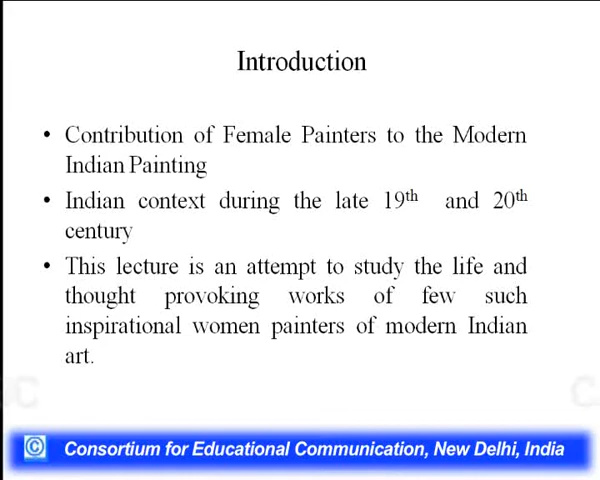 Introduction
• Contribution of Female Painters to the Modern
Indian Painting
• Indian context during the late 19th and 20th
century
• This lecture is an attempt to study the life and
thought provoking works of few such
inspirational women painters of modern Indian
art.
© Consortium for Educational Communication, New Delhi, India